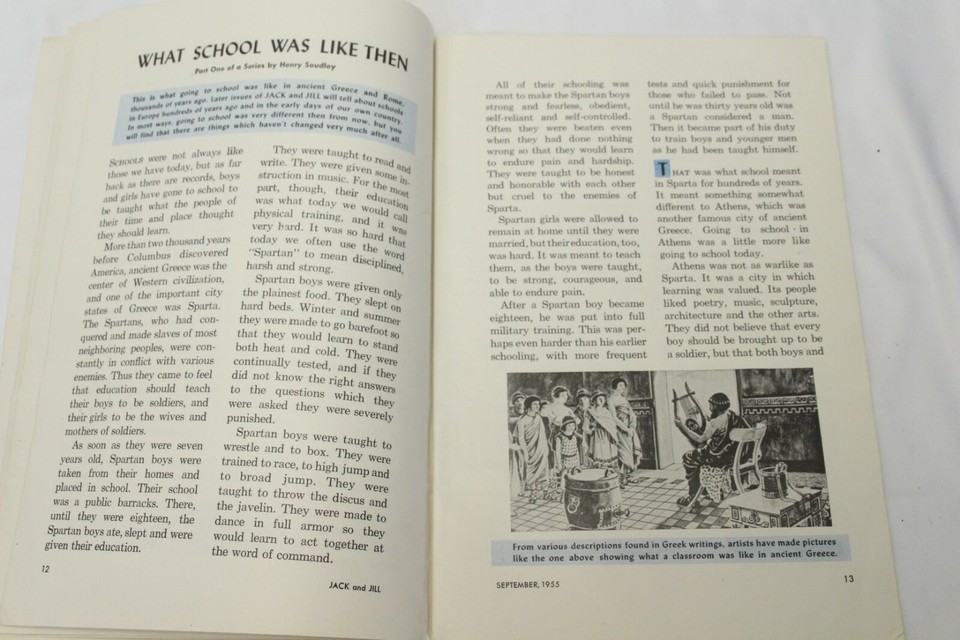 WHAT SCHOOL WAS LIKE THEN
Part One of a Series by Henry Soudley
This is what going to school was like in ancient Greece and Rome,
thousands of years ago. Later issues of JACK and JILL will tell about schools
in Europe hundreds of years ago and in the early days of our own country.
In most ways, going to school was very different then from now, but you
will find that there are things which haven't changed very much after all.
SCHOOLS were not always like
those we have today, but as far
back as there are records, boys
and girls have gone to school to
be taught what the people of
their time and place thought
they should learn.
More than two thousand years
before Columbus discovered
America, ancient Greece was the
center of Western civilization,
and one of the important city
states of Greece was Sparta.
The Spartans, who had con-
quered and made slaves of most
neighboring peoples, were con-
stantly in conflict with various
enemies. Thus they came to feel
that education should teach
their boys to be soldiers, and
their girls to be the wives and
mothers of soldiers.
As soon as they were seven
years old, Spartan boys were
taken from their homes and
placed in school. Their school
was a public barracks. There,
until they were eighteen, the
Spartan boys ate, slept and were
given their education.
They were taught to read and
write. They were given some in-
struction in music. For the most
part, though, their education
was what today we would call
physical training, and it was
very hard. It was so hard that
today we often use the word
"Spartan" to mean disciplined,
harsh and strong.
Spartan boys were given only
the plainest food. They slept on
hard beds. Winter and summer
they were made to go barefoot so
that they would learn to stand
both heat and cold. They were
continually tested, and if they
did not know the right answers
to the questions which they
were asked they were severely
punished.
Spartan boys were taught to
wrestle and to box. They were
trained to race, to high jump and
to broad jump. They were
taught to throw the discus and
the javelin. They were made to
dance in full armor so they
would learn to act together at
the word of command.
12
JACK and JILL
All of their schooling was
meant to make the Spartan boys
strong and fearless, obedient,
self-reliant and self-controlled.
Often they were beaten even
when they had done nothing
wrong so that they would learn
to endure pain and hardship.
They were taught to be honest
and honorable with each other
but cruel to the enemies of
Sparta.
Spartan girls were allowed to
remain at home until they were
married, but their education, too,
was hard. It was meant to teach
them, as the boys were taught,
to be strong, courageous, and
able to endure pain.
After a Spartan boy became
eighteen, he was put into full
military training. This was per-
haps even harder than his earlier
schooling, with more frequent
tests and quick punishment for
those who failed to pass. Not
until he was thirty years old was
a Spartan considered a man.
Then it became part of his duty
to train boys and younger men
as he had been taught himself.
THAT was what school meant
in Sparta for hundreds of years.
It meant something somewhat
different to Athens, which was
another famous city of ancient
Greece. Going to school in
Athens was a little more like
going to school today.
Athens was not as warlike as
Sparta. It was a city in which
learning was valued. Its people
liked poetry, music, sculpture,
architecture and the other arts.
They did not believe that every
boy should be brought up to be
a soldier, but that both boys and
From various descriptions found in Greek writings, artists have made pictures
like the one above showing what a classroom was like in ancient Greece.
SEPTEMBER, 1955
13